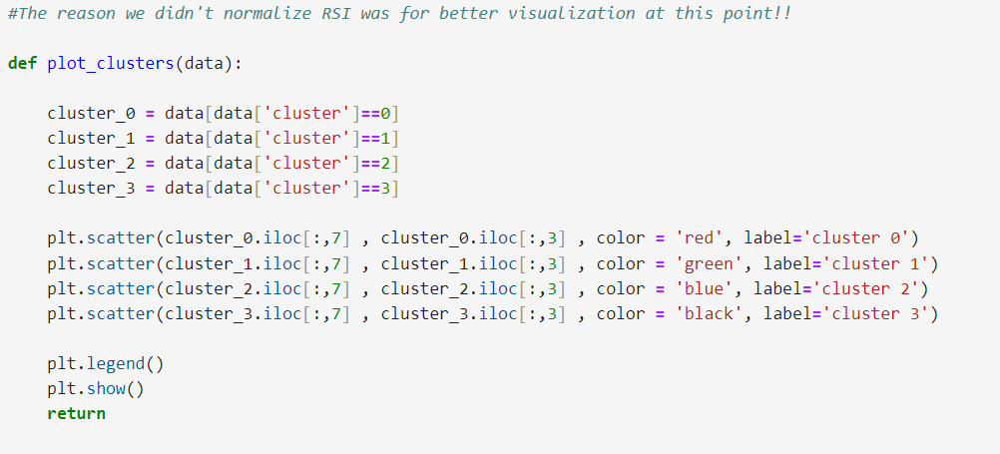 #The reason we didn't normalize RSI was for better visualization at this point!!
def plot_clusters(data):
    cluster_0 = data[data['cluster']==0]
    cluster_1 = data[data['cluster']==1]
    cluster_2 = data[data['cluster']==2]
    cluster_3 = data[data['cluster']==3]
    plt.scatter(cluster_0.iloc[:,7] , cluster_0.iloc[:,3] , color = 'red', label='cluster 0')
    plt.scatter(cluster_1.iloc[:,7] , cluster_1.iloc[:,3] , color = 'green', label='cluster 1')
    plt.scatter(cluster_2.iloc[:,7] , cluster_2.iloc[:,3] , color = 'blue', label='cluster 2')
    plt.scatter(cluster_3.iloc[:,7] , cluster_3.iloc[:,3] , color = 'black', label='cluster 3')
    plt.legend()
    plt.show()
    return